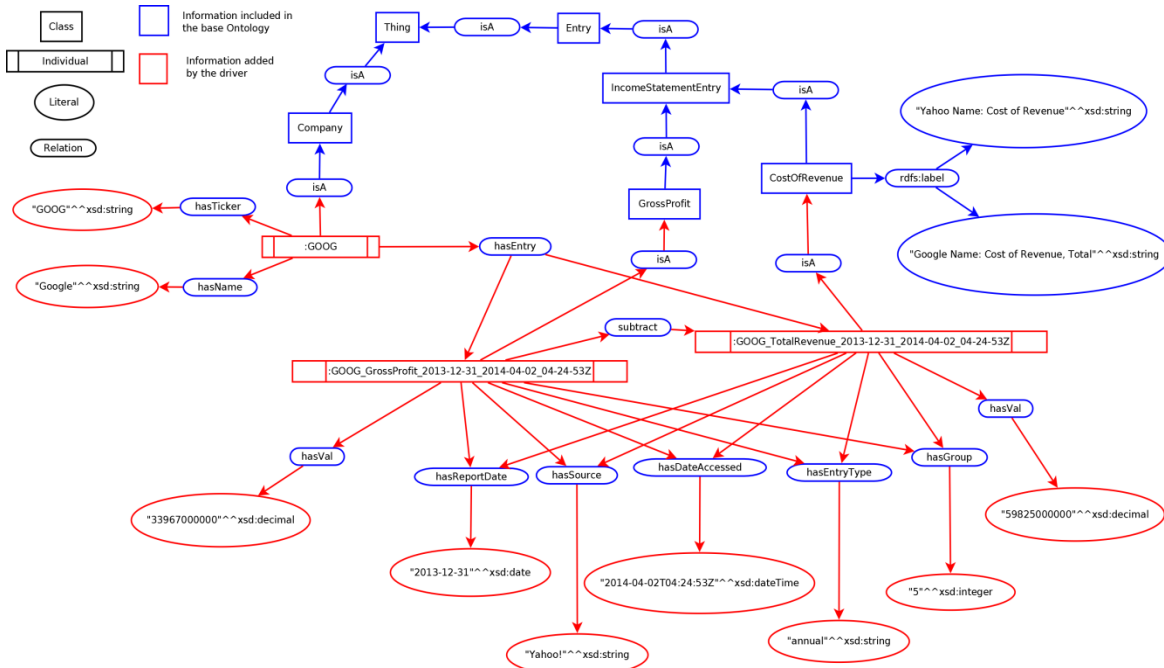 Class
Information included in
the base Ontology
Thing
isA
Entry
isA
Individual
Information added
by the driver
isA
IncomeStatementEntry
isA
Literal
"Yahoo Name: Cost of Revenue"^^xsd:string
Company
Relation
isA
isA
CostOfRevenue
rdfs:label
GrossProfit
"GOOG"^^xsd:string
hasTicker
:GOOG
hasEntry
isA
isA
"Google Name: Cost of Revenue, Total"^^xsd:string
"Google"^^xsd:string
hasName
subtract
:GOOG_TotalRevenue_2013-12-31_2014-04-02_04-24-53Z
:GOOG_GrossProfit_2013-12-31_2014-04-02_04-24-53Z
hasVal
hasVal
hasReportDate
hasSource
hasDateAccessed
hasEntryType
hasGroup
"33967000000"^^xsd:decimal
"59825000000"^^xsd:decimal
"2013-12-31"^^xsd:date
"2014-04-02T04:24:53Z"^^xsd:dateTime
"5"^^xsd:integer
"Yahoo!"^^xsd:string
"annual"^^xsd:string